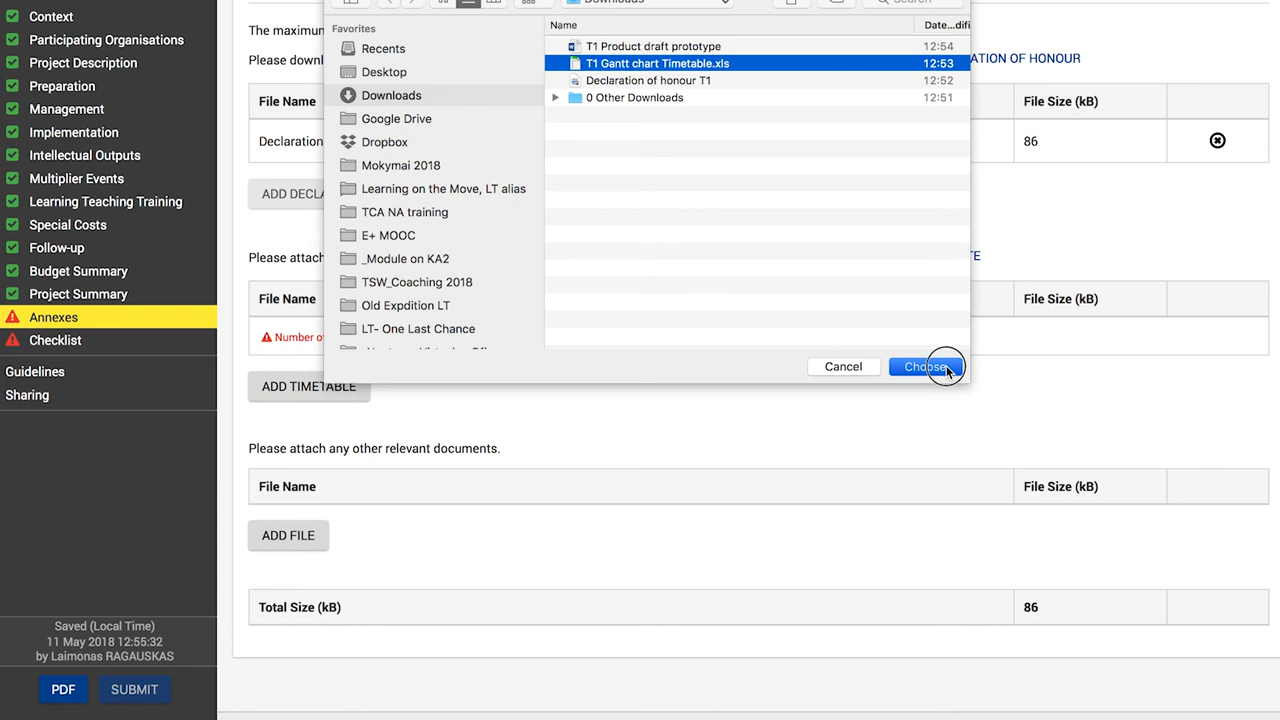 Context
Participating Organisations
Project Description
Preparation
Management
Implementation
Intellectual Outputs
Multiplier Events
Learning Teaching Training
Special Costs
Follow-up
Budget Summary
Project Summary
Annexes
Checklist
Guidelines
Sharing
Saved (Local Time)
11 May 2018 12:55:32
by Laimonas RAGAUSKAS
PDF
SUBMIT
The maximum
Please downl
ATION OF HONOUR
File Name
File Size (kB)
Declaration
86
ADD DECLA
Please attach
TE
File Name
File Size (kB)
Number of
ADD TIMETABLE
Please attach any other relevant documents.
File Name
File Size (kB)
ADD FILE
Total Size (kB)
86
Downloads
Search
Favorites
Recents
Desktop
Downloads
Google Drive
Dropbox
Mokymai 2018
Learning on the Move, LT alias
TCA NA training
E+ MOOC
_Module on KA2
TSW_Coaching 2018
Old Expdition LT
LT- One Last Chance
Name
Date...difi
T1 Product draft prototype
12:54
T1 Gantt chart Timetable.xls
12:53
Declaration of honour T1
12:52
0 Other Downloads
12:51
Cancel
Choose